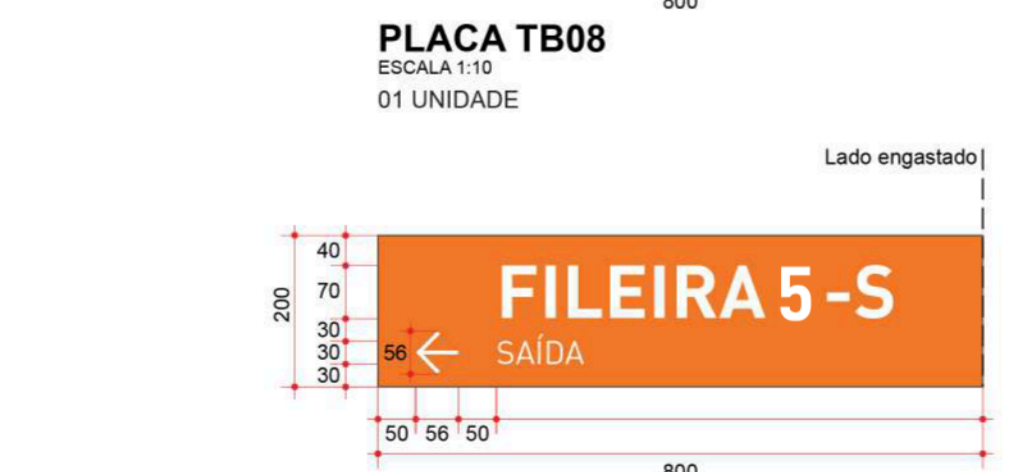 800
PLACA TB08
ESCALA 1:10
01 UNIDADE
Lado engastado
40
FILEIRA 5-S
70
200
30
30
56
SAÍDA
30
50 56 50
800